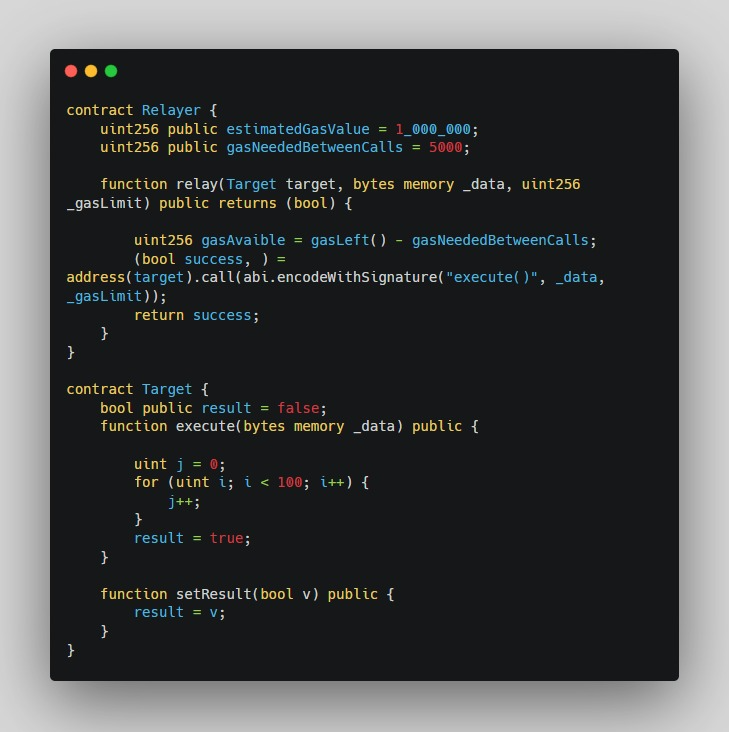 contract Relayer {
    uint256 public estimatedGasValue = 1_000_000;
    uint256 public gasNeededBetweenCalls = 5000;

    function relay(Target target, bytes memory _data, uint256
_gasLimit) public returns (bool) {

        uint256 gasAvaible = gasLeft() - gasNeededBetweenCalls;
        (bool success, ) =
address(target).call(abi.encodeWithSignature("execute()", _data,
_gasLimit));
        return success;
    }
}

contract Target {
    bool public result = false;
    function execute(bytes memory _data) public {

        uint j = 0;
        for (uint i; i < 100; i++) {
            j++;
        }
        result = true;
    }

    function setResult(bool v) public {
        result = v;
    }
}